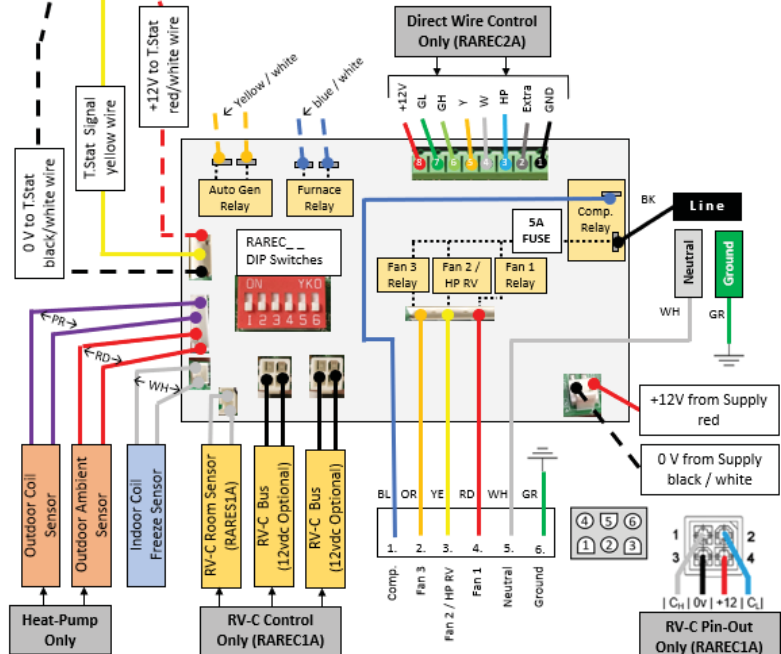 Direct Wire Control
Only (RAREC2A)
+12V
GL
GH
Y
W
HP
Extra
GND
8
7
6
5
4
3
2
1
0 V to T.Stat
black/white wire
T.Stat Signal
yellow wire
+12V to T.Stat
red/white wire
← Yellow / white
← blue / white
Auto Gen
Relay
Furnace
Relay
Comp.
Relay
BK
Line
Neutral
Ground
WH
GR
5A
FUSE
RAREC_ _
DIP Switches
ON YKD
1 2 3 4 5 6
Fan 3
Relay
Fan 2 /
HP RV
Fan 1
Relay
←PR→
←RD→
←WH→
+12V from Supply
red
0 V from Supply
black / white
Outdoor Coil
Sensor
Outdoor Ambient
Sensor
Indoor Coil
Freeze Sensor
RV-C Room Sensor
(RARES1A)
RV-C Bus
(12vdc Optional)
RV-C Bus
(12vdc Optional)
BL OR YE RD WH GR
1. 2. 3. 4. 5. 6.
Comp.
Fan 3
Fan 2 / HP RV
Fan 1
Neutral
Ground
4 5 6
1 2 3
1 2
3 4
|CH| 0v| +12 |CL|
Heat-Pump
Only
RV-C Control
Only (RAREC1A)
RV-C Pin-Out
Only (RAREC1A)